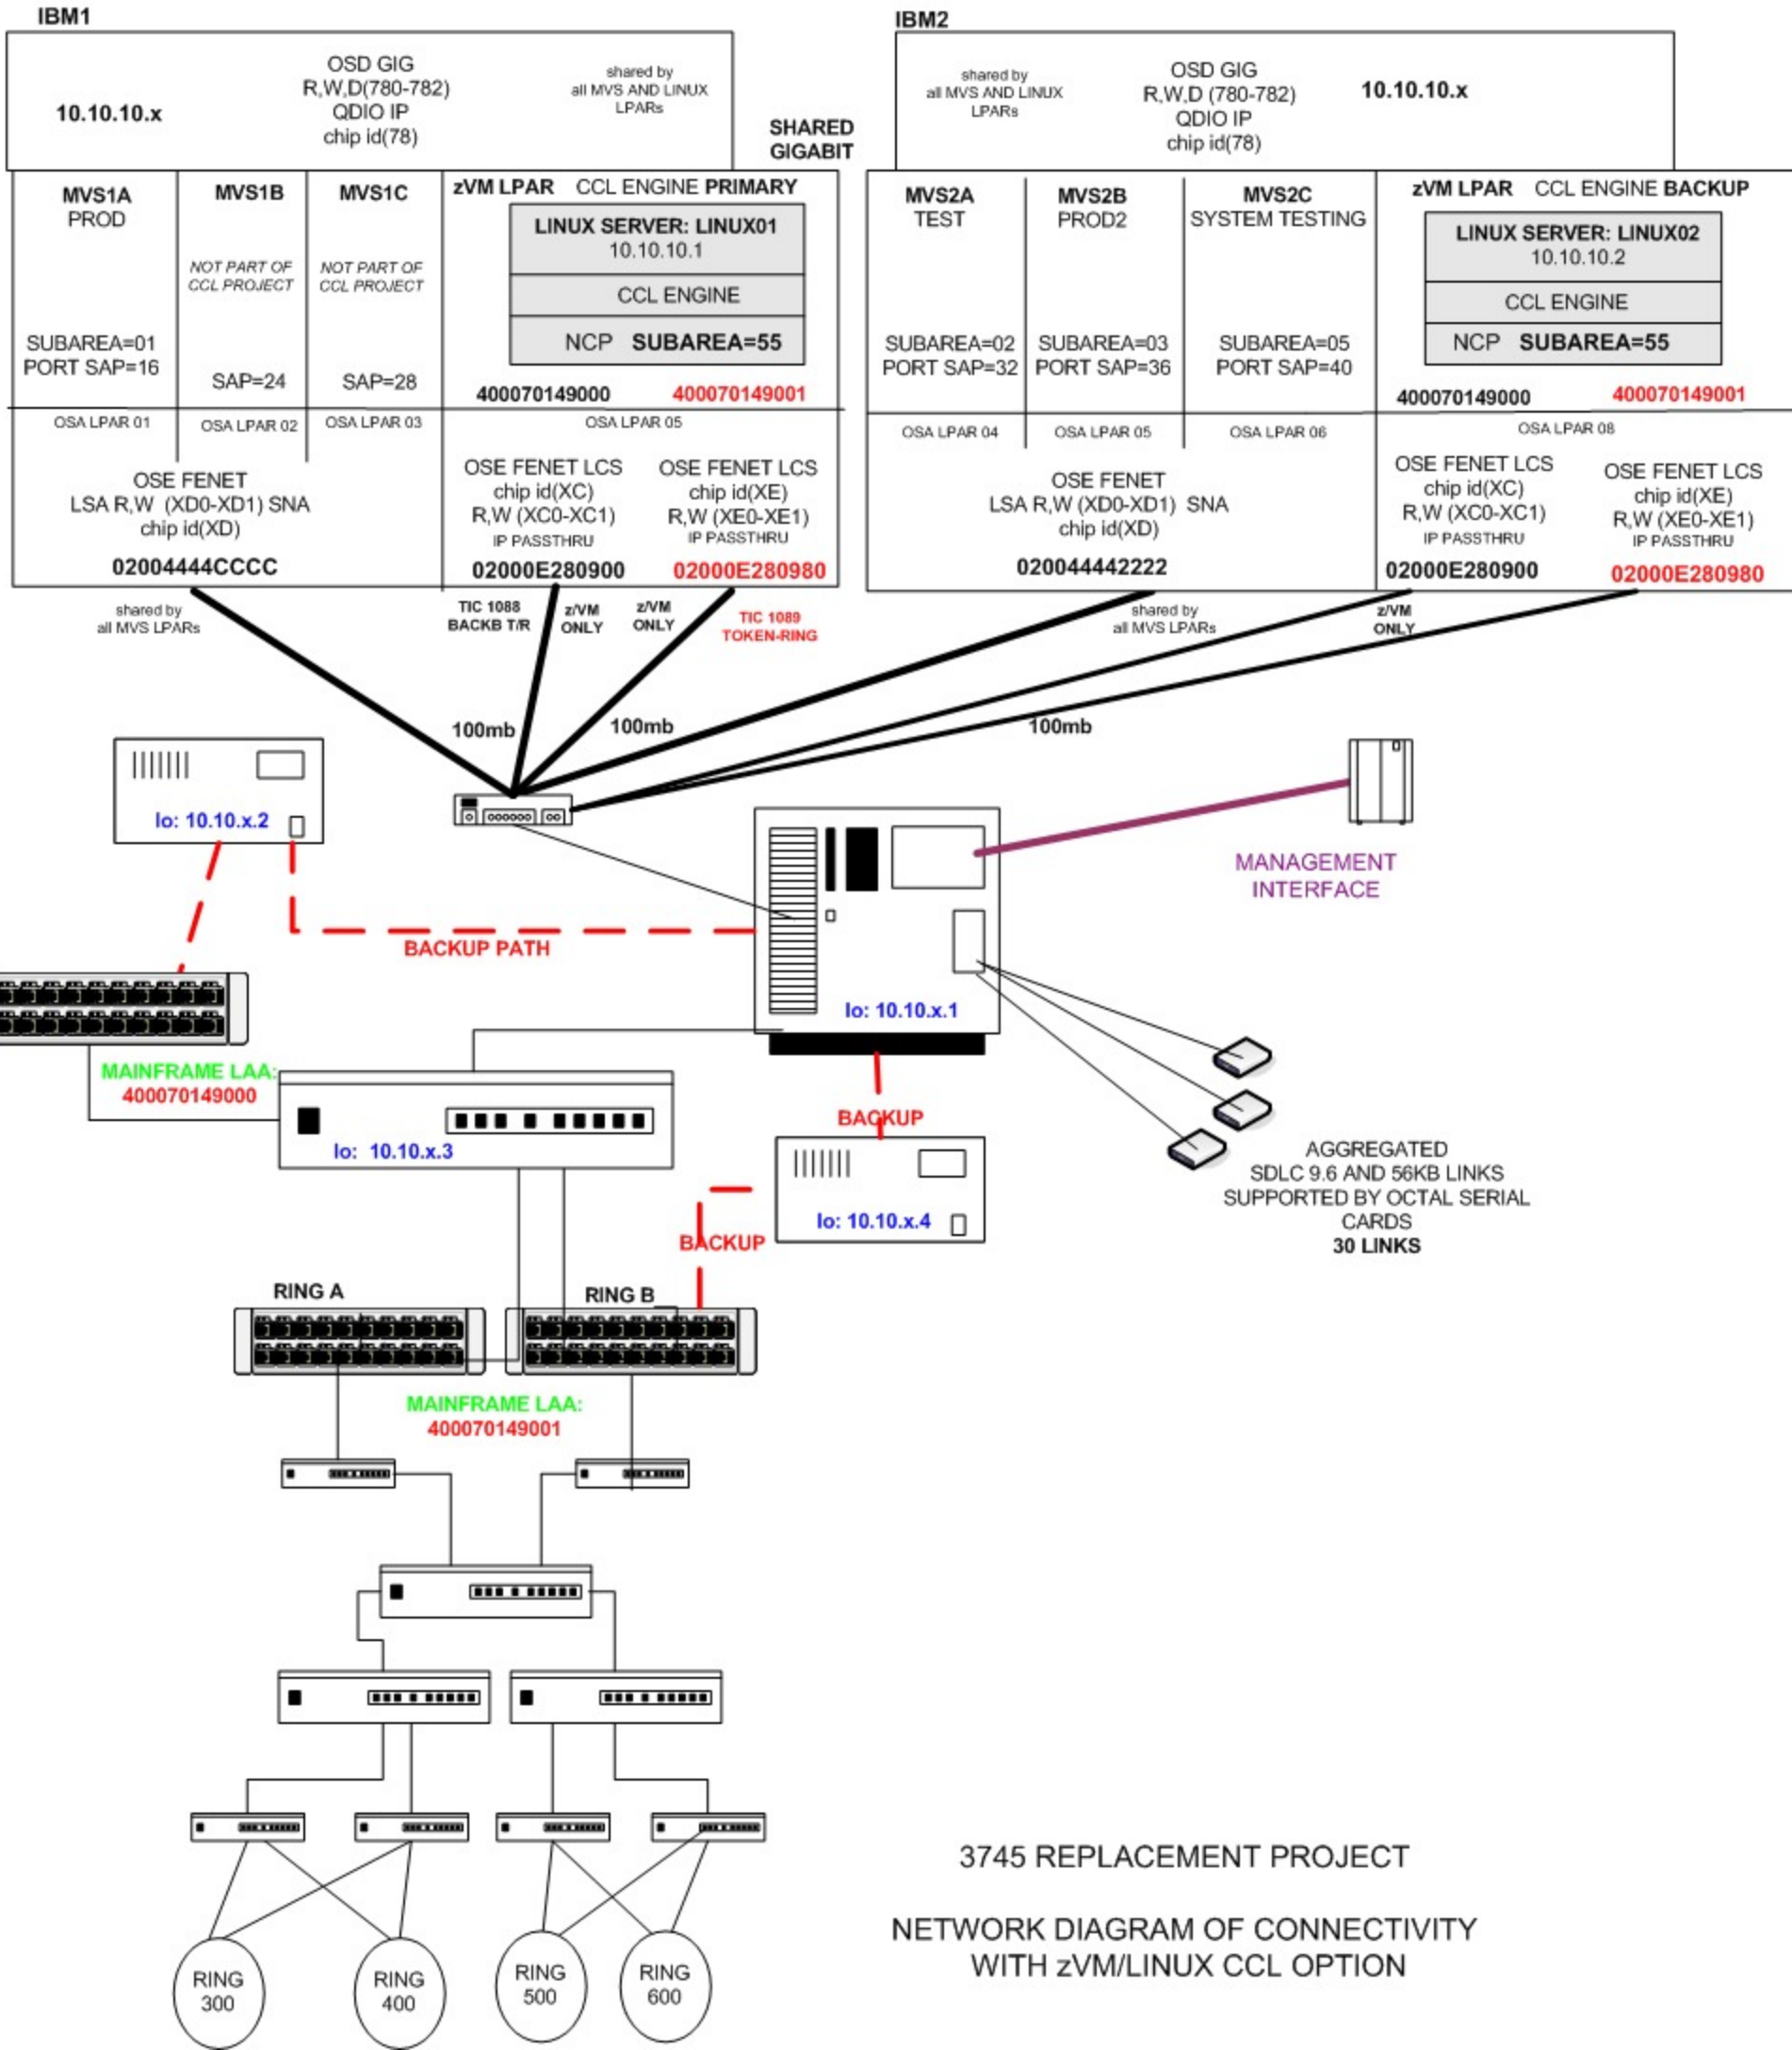 IBM1
OSD GIG
R,W,D(780-782)
QDIO IP
chip id(78)
shared by
all MVS AND LINUX
LPARs
10.10.10.x
SHARED
GIGABIT
IBM2
shared by
all MVS AND LINUX
LPARs
OSD GIG
R,W,D (780-782)
QDIO IP
chip id(78)
10.10.10.x
MVS1A
PROD
SUBAREA=01
PORT SAP=16
MVS1B
NOT PART OF
CCL PROJECT
SAP=24
MVS1C
NOT PART OF
CCL PROJECT
SAP=28
zVM LPAR CCL ENGINE PRIMARY
LINUX SERVER: LINUX01
10.10.10.1
CCL ENGINE
NCP SUBAREA=55
400070149000 400070149001
MVS2A
TEST
SUBAREA=02
PORT SAP=32
MVS2B
PROD2
SUBAREA=03
PORT SAP=36
MVS2C
SYSTEM TESTING
SUBAREA=05
PORT SAP=40
zVM LPAR CCL ENGINE BACKUP
LINUX SERVER: LINUX02
10.10.10.2
CCL ENGINE
NCP SUBAREA=55
400070149000 400070149001
OSA LPAR 01
OSA LPAR 02
OSA LPAR 03
OSA LPAR 05
OSE FENET
LSA R,W (XD0-XD1) SNA
chip id(XD)
02004444CCCC
OSE FENET LCS
chip id(XC)
R,W (XC0-XC1)
IP PASSTHRU
02000E280900
OSE FENET LCS
chip id(XE)
R,W (XE0-XE1)
IP PASSTHRU
02000E280980
OSA LPAR 04
OSA LPAR 05
OSA LPAR 06
OSA LPAR 08
OSE FENET
LSA R,W (XD0-XD1) SNA
chip id(XD)
020044442222
OSE FENET LCS
chip id(XC)
R,W (XC0-XC1)
IP PASSTHRU
02000E280900
OSE FENET LCS
chip id(XE)
R,W (XE0-XE1)
IP PASSTHRU
02000E280980
shared by
all MVS LPARs
TIC 1088
BACKB T/R
z/VM
ONLY
z/VM
ONLY
TIC 1089
TOKEN-RING
shared by
all MVS LPARs
z/VM
ONLY
100mb
100mb
100mb
lo: 10.10.x.2
BACKUP PATH
MANAGEMENT
INTERFACE
lo: 10.10.x.1
MAINFRAME LAA:
400070149000
lo: 10.10.x.3
BACKUP
lo: 10.10.x.4
BACKUP
AGGREGATED
SDLC 9.6 AND 56KB LINKS
SUPPORTED BY OCTAL SERIAL
CARDS
30 LINKS
RING A
RING B
MAINFRAME LAA:
400070149001
3745 REPLACEMENT PROJECT
NETWORK DIAGRAM OF CONNECTIVITY
WITH zVM/LINUX CCL OPTION
RING
300
RING
400
RING
500
RING
600